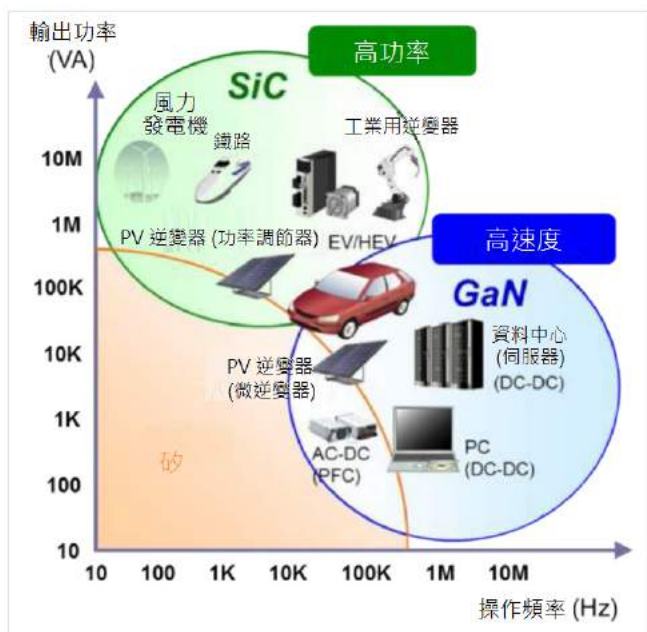 輸出功率
(VA)
高功率
SiC
風力
發電機
鐵路
工業用逆變器
10M
1M
PV 逆變器 (功率調節器)
EV/HEV
高速度
100K
GaN
10K
資料中心
(伺服器)
(DC-DC)
PV 逆變器
(微逆變器)
1K
矽
AC-DC
(PFC)
PC
(DC-DC)
100
10
10 100 1K 10K 100K 1M 10M
操作頻率 (Hz)